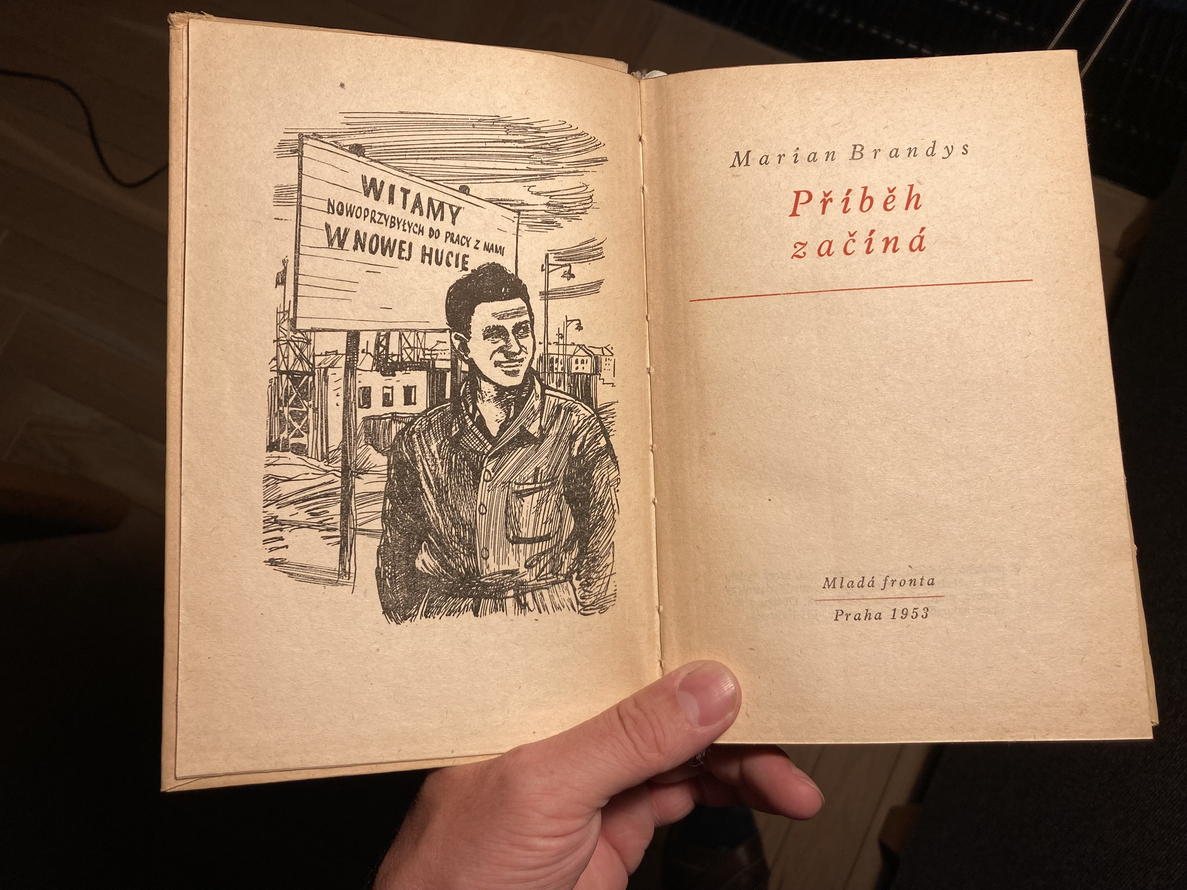 WITAMY
NOWOPRZYBYŁYCH DO PRACY Z NAMI
W NOWEJ HUCIE
Marian Brandys
Příběh
začíná
Mladá fronta
Praha 1953